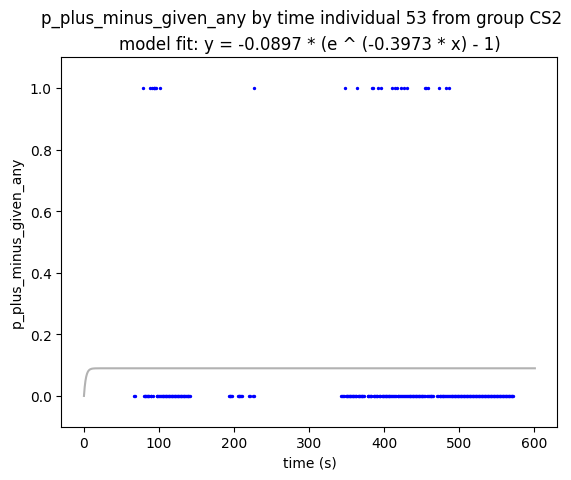 p_plus_minus_given_any by time individual 53 from group CS2
model fit: y = -0.0897 * (e ^ (-0.3973 * x) - 1)
p_plus_minus_given_any
1.0
0.8
0.6
0.4
0.2
0.0
0 100 200 300 400 500 600
time (s)